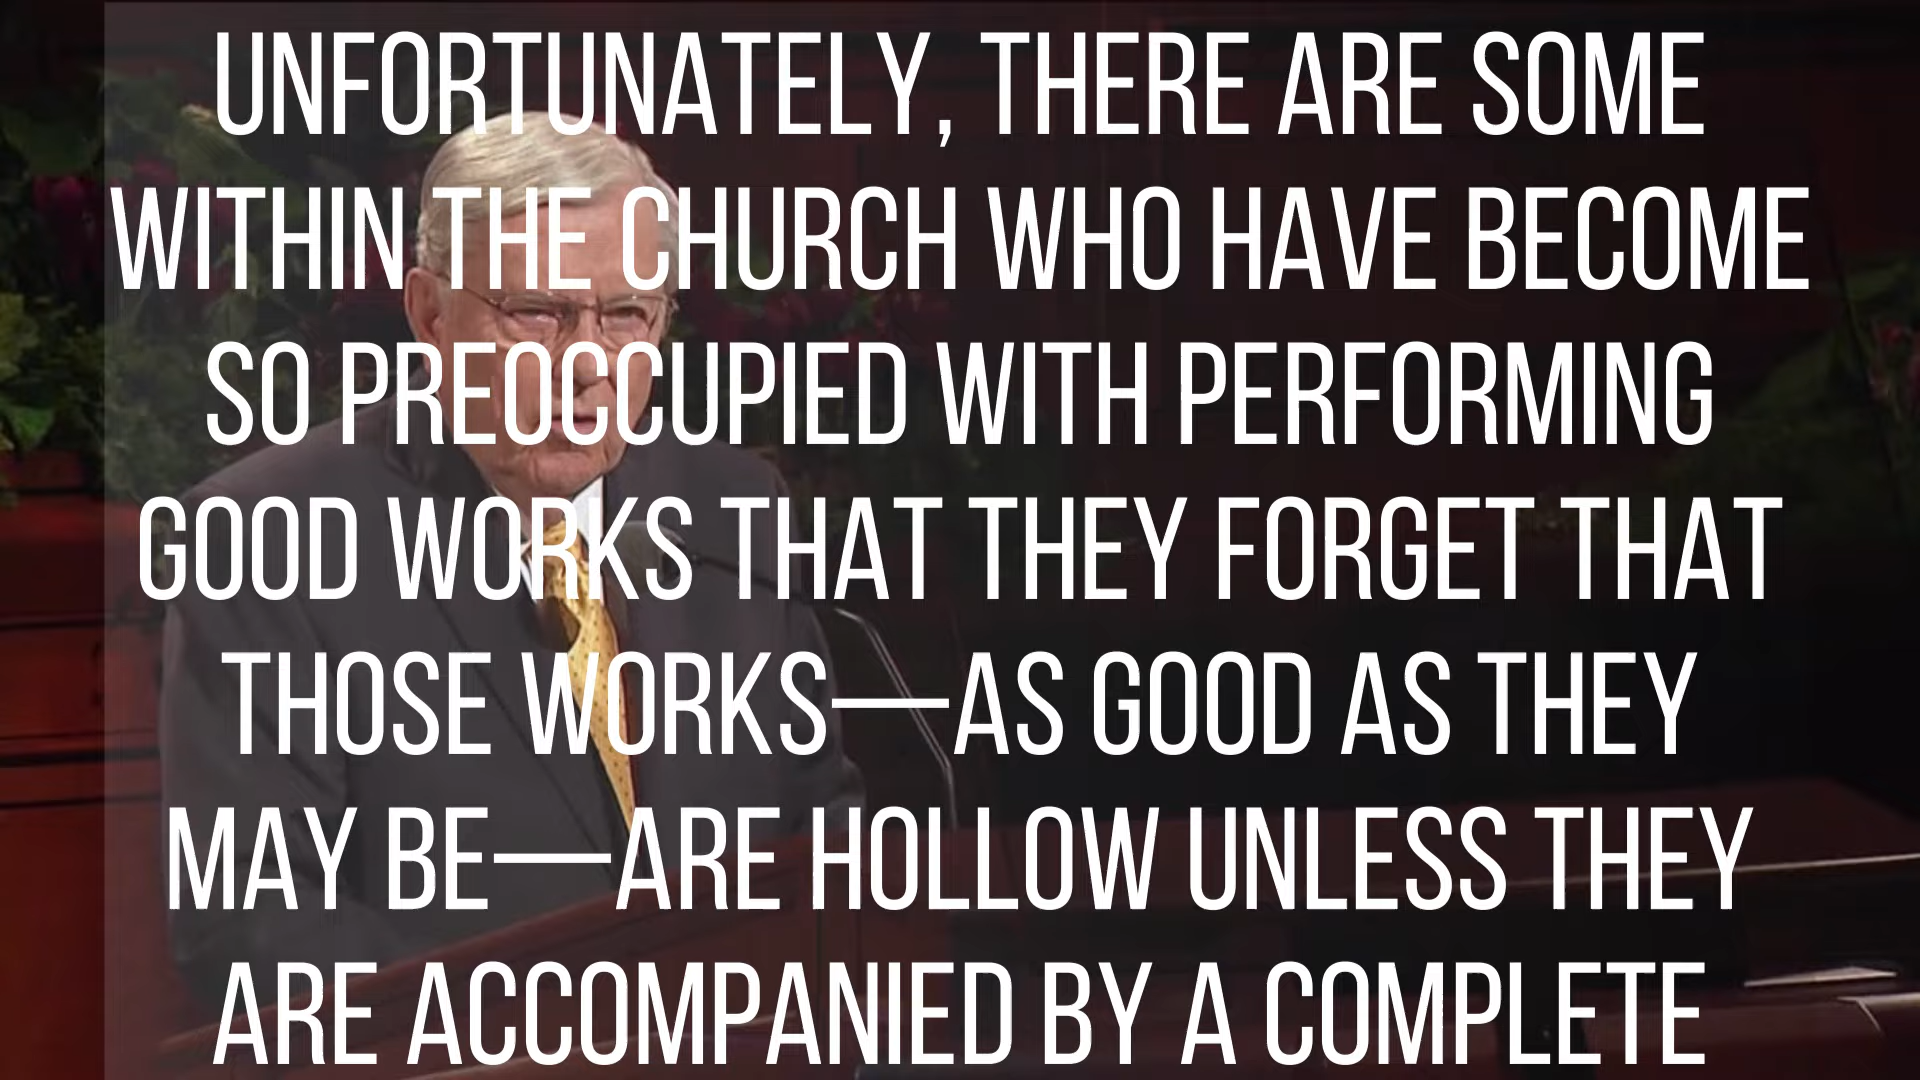 UNFORTUNATELY, THERE ARE SOME
WITHIN THE CHURCH WHO HAVE BECOME
SO PREOCCUPIED WITH PERFORMING
GOOD WORKS THAT THEY FORGET THAT
THOSE WORKS—AS GOOD AS THEY
MAY BE—ARE HOLLOW UNLESS THEY
ARE ACCOMPANIED BY A COMPLETE